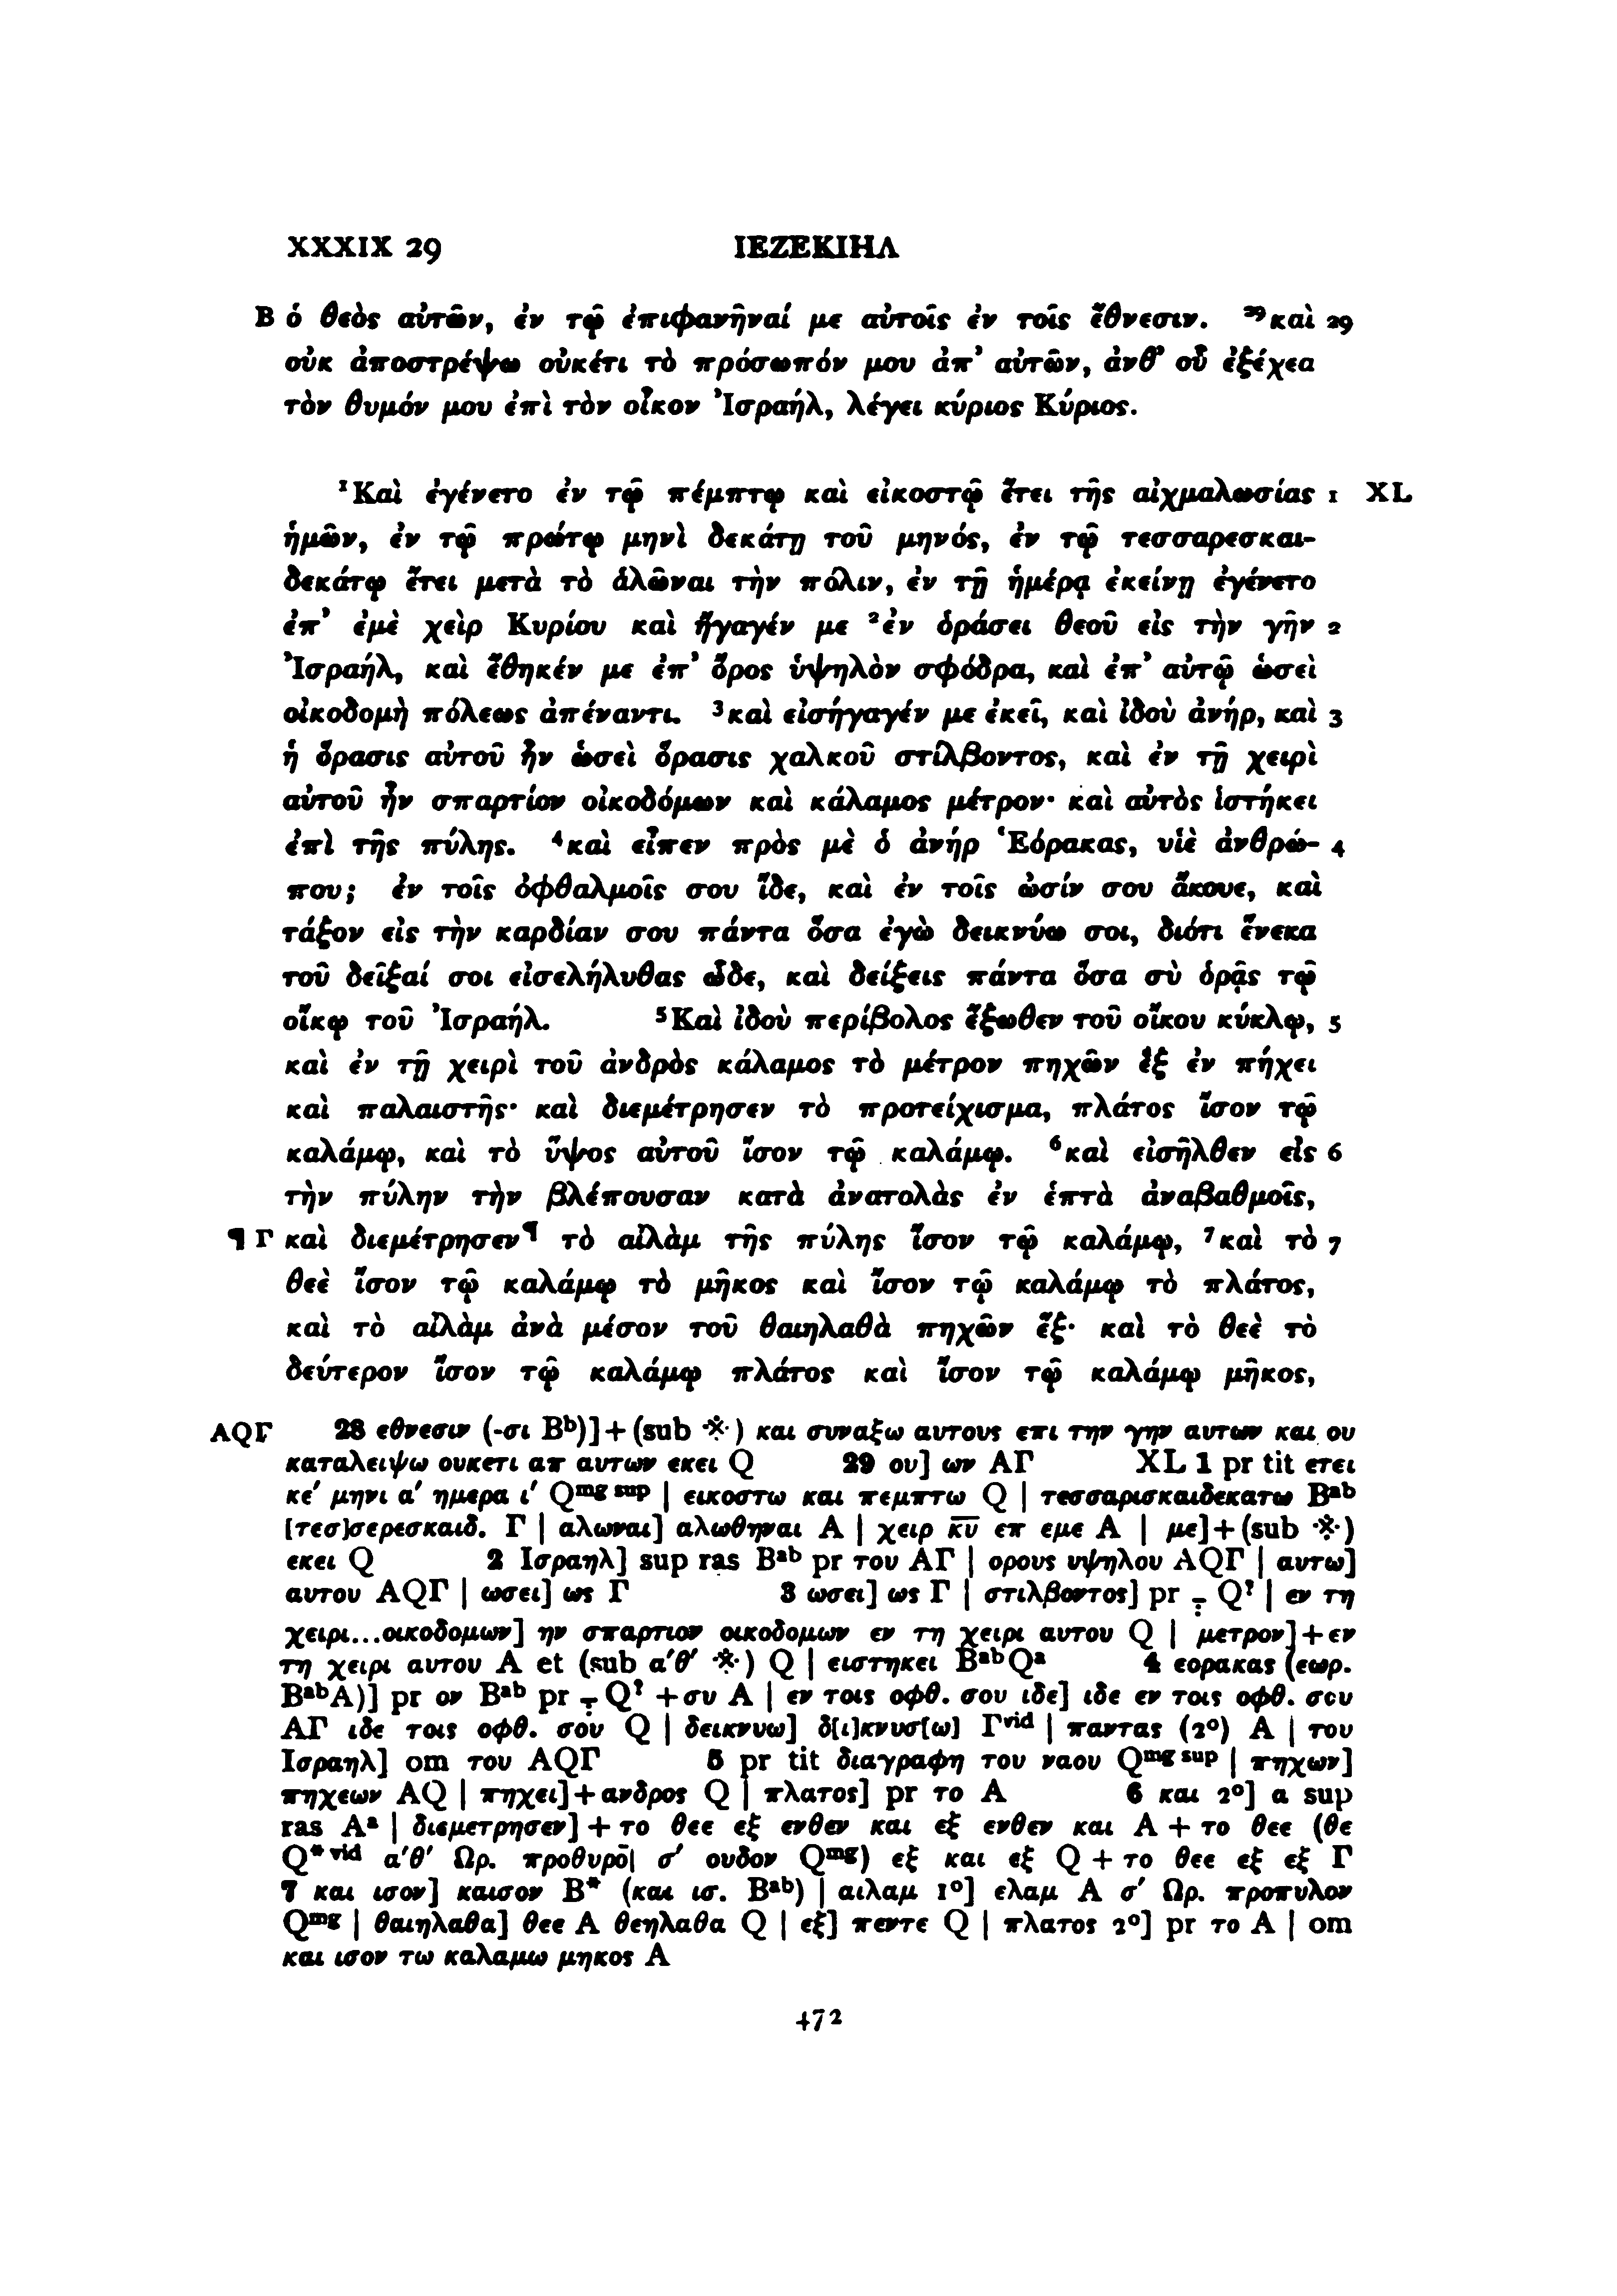 XXXIX 29 ΙΕΖΕΚΙΗΛ
B ὁ θεὸς αὐτῶν, ἐν τῷ ἐπιφανῆναί με αὐτοῖς ἐν τοῖς ἔθνεσιν. ²⁹καὶ 29
οὐκ ἀποστρέψω οὐκέτι τὸ πρόσωπόν μου ἀπ᾽ αὐτῶν, ἀνθ᾽ οὗ ἐξέχεα
τὸν θυμόν μου ἐπὶ τὸν οἶκον Ἰσραήλ, λέγει κύριος Κύριος.
¹Καὶ ἐγένετο ἐν τῷ πέμπτῳ καὶ εἰκοστῷ ἔτει τῆς αἰχμαλωσίας 1 XL
ἡμῶν, ἐν τῷ πρώτῳ μηνὶ δεκάτῃ τοῦ μηνός, ἐν τῷ τεσσαρεσκαι-
δεκάτῳ ἔτει μετὰ τὸ ἁλῶναι τὴν πόλιν, ἐν τῇ ἡμέρᾳ ἐκείνῃ ἐγένετο
ἐπ᾽ ἐμὲ χεὶρ Κυρίου καὶ ἤγαγέν με ²ἐν ὁράσει θεοῦ εἰς τὴν γῆν 2
Ἰσραήλ, καὶ ἔθηκέν με ἐπ᾽ ὄρος ὑψηλὸν σφόδρα, καὶ ἐπ᾽ αὐτῷ ὡσεὶ
οἰκοδομὴ πόλεως ἀπέναντι. ³καὶ εἰσήγαγέν με ἐκεῖ, καὶ ἰδοὺ ἀνήρ, καὶ 3
ἡ ὅρασις αὐτοῦ ἦν ὡσεὶ ὅρασις χαλκοῦ στίλβοντος, καὶ ἐν τῇ χειρὶ
αὐτοῦ ἦν σπαρτίον οἰκοδόμων καὶ κάλαμος μέτρον· καὶ αὐτὸς ἱστήκει
ἐπὶ τῆς πύλης. ⁴καὶ εἶπεν πρὸς μὲ ὁ ἀνήρ Ἑόρακας, υἱὲ ἀνθρώ- 4
που; ἐν τοῖς ὀφθαλμοῖς σου ἴδε, καὶ ἐν τοῖς ὠσίν σου ἄκουε, καὶ
τάξον εἰς τὴν καρδίαν σου πάντα ὅσα ἐγὼ δεικνύω σοι, διότι ἕνεκα
τοῦ δεῖξαί σοι εἰσελήλυθας ὧδε, καὶ δείξεις πάντα ὅσα σὺ ὁρᾷς τῷ
οἴκῳ τοῦ Ἰσραήλ. ⁵Καὶ ἰδοὺ περίβολος ἔξωθεν τοῦ οἴκου κύκλῳ, 5
καὶ ἐν τῇ χειρὶ τοῦ ἀνδρὸς κάλαμος τὸ μέτρον πηχῶν ἓξ ἐν πήχει
καὶ παλαιστῆς· καὶ διεμέτρησεν τὸ προτείχισμα, πλάτος ἴσον τῷ
καλάμῳ, καὶ τὸ ὕψος αὐτοῦ ἴσον τῷ καλάμῳ. ⁶καὶ εἰσῆλθεν εἰς 6
τὴν πύλην τὴν βλέπουσαν κατὰ ἀνατολὰς ἐν ἑπτὰ ἀναβαθμοῖς,
¶ Γ καὶ διεμέτρησεν¶ τὸ αἰλὰμ τῆς πύλης ἴσον τῷ καλάμῳ, ⁷καὶ τὸ 7
θεὲ ἴσον τῷ καλάμῳ τὸ μῆκος καὶ ἴσον τῷ καλάμῳ τὸ πλάτος,
καὶ τὸ αἰλὰμ ἀνὰ μέσον τοῦ θαιηλαθὰ πηχῶν ἕξ· καὶ τὸ θεὲ τὸ
δεύτερον ἴσον τῷ καλάμῳ πλάτος καὶ ἴσον τῷ καλάμῳ μῆκος,
AQΓ 28 εθνεσιν (-σι Bᵇ)]+(sub ※) και συναξω αυτους επι την γην αυτων και ου
καταλειψω ουκετι απ αυτων εκει Q 29 ου] ων ΑΓ XL 1 pr tit ετει
κε′ μηνι α′ ημερα ι′ Qᵐᵍ ˢᵘᵖ | εικοστω και πεμπτω Q | τεσσαρισκαιδεκατω Bᵃᵇ
[τεσ]σερεσκαιδ. Γ | αλωναι] αλωθηναι A | χειρ κ̅υ̅ επ εμε A | με]+(sub ※)
εκει Q 2 Ισραηλ] sup ras Bᵃᵇ pr του ΑΓ | ορους υψηλου AQΓ | αυτω]
αυτου AQΓ | ωσει] ως Γ 3 ωσει] ως Γ | στιλβοντος] pr ÷ Q? | εν τη
χειρι...οικοδομων] ην σπαρτιον οικοδομων εν τη χειρι αυτου Q | μετρον]+εν
τη χειρι αυτου A et (sub α′θ′ ※) Q | ειστηκει BᵃᵇQᵃ 4 εορακας (εωρ.
BᵃᵇA)] pr ον Bᵃᵇ pr ÷ Q? +συ A | εν τοις οφθ. σου ιδε] ιδε εν τοις οφθ. σου
ΑΓ ιδε τοις οφθ. σου Q | δεικνυω] δ[ι]κνυσ[ω] Γᵛⁱᵈ | παντας (2⁰) A | του
Ισραηλ] om του AQΓ 5 pr tit διαγραφη του ναου Qᵐᵍ ˢᵘᵖ | πηχων]
πηχεων AQ | πηχει]+ανδρος Q | πλατος] pr το A 6 και 2⁰] α sup
ras Aᵃ | διεμετρησεν] + το θεε εξ ενθεν και εξ ενθεν και A + το θεε (θε
Q*ᵛⁱᵈ α′θ′ Ωρ. προθυρο̅| σ′ ουδον Qᵐᵍ) εξ και εξ Q + το θεε εξ εξ Γ
7 και ισον] καισον B* (και ισ. Bᵃᵇ) | αιλαμ 1⁰] ελαμ A σ′ Ωρ. προπυλον
Qᵐᵍ | θαιηλαθα] θεε A θεηλαθα Q | εξ] πεντε Q | πλατος 2⁰] pr το A | om
και ισον τω καλαμω μηκος A
472